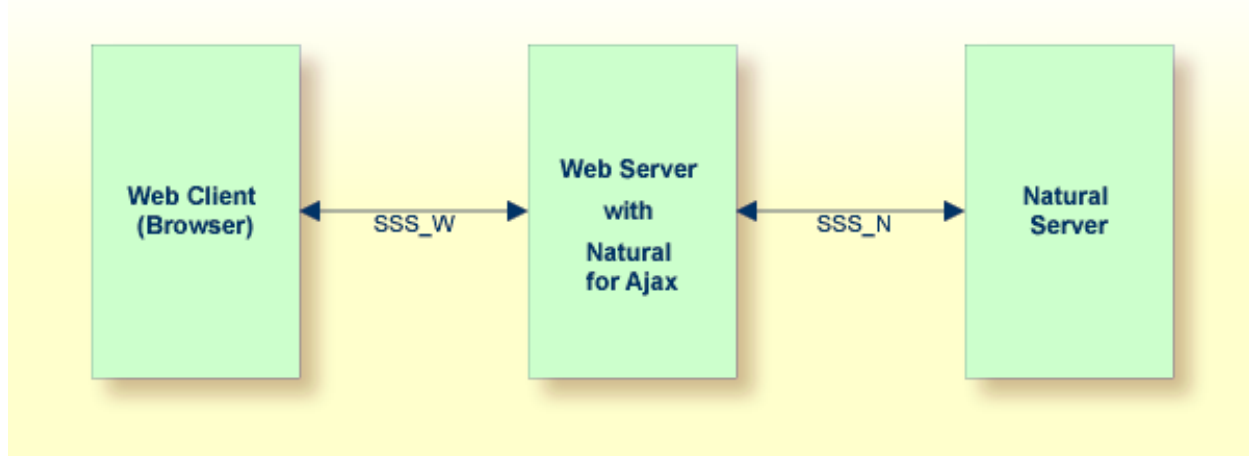 Web Client
(Browser)
SSS_W
Web Server
with
Natural
for Ajax
SSS_N
Natural
Server